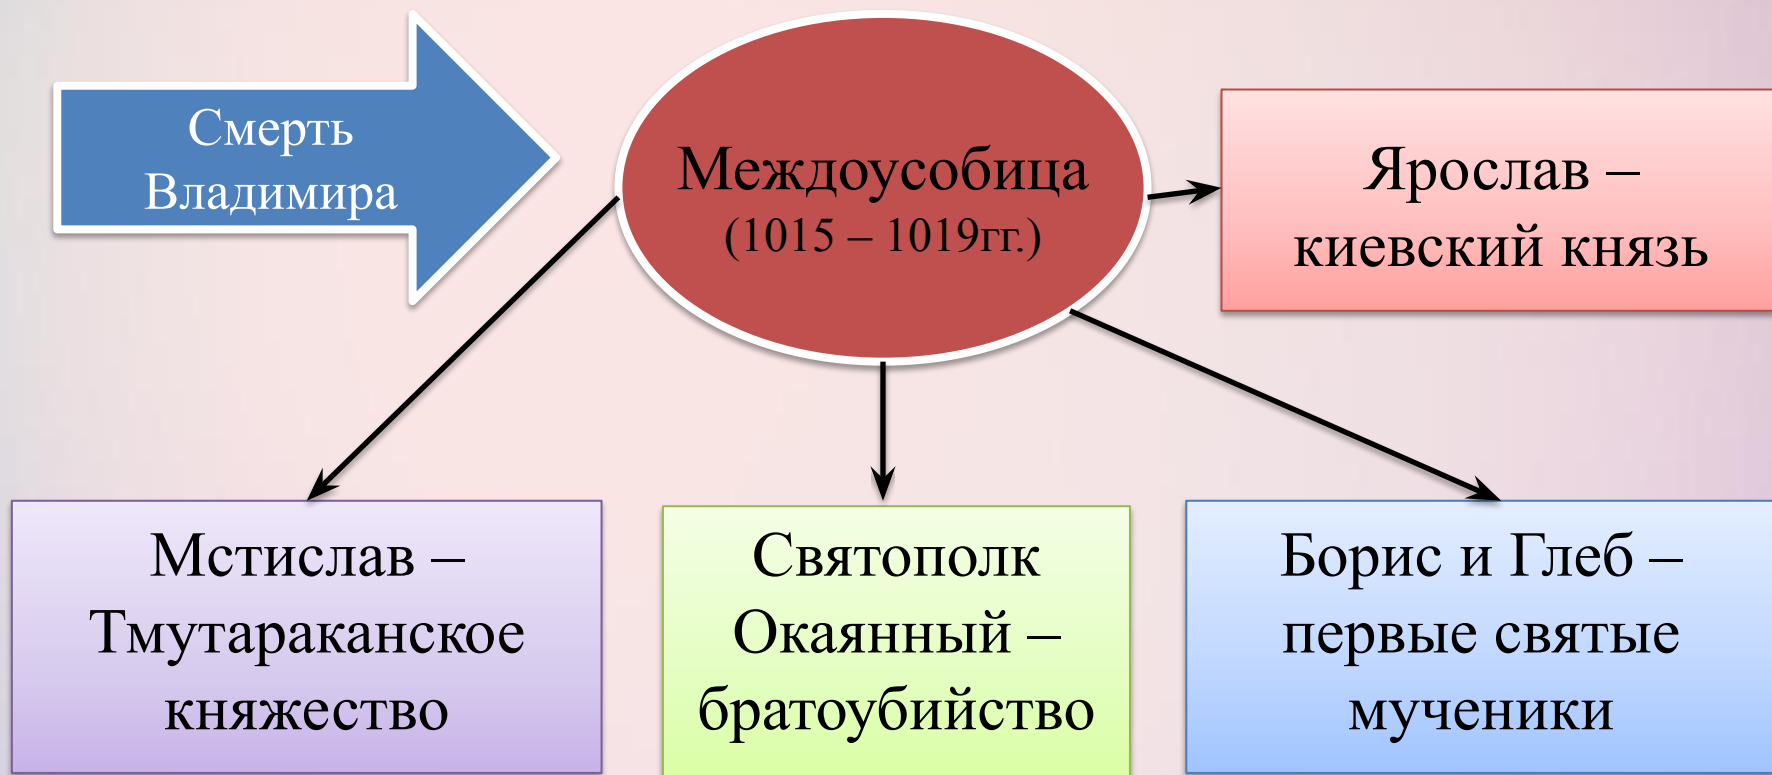 Смерть
Владимира
Междоусобица
(1015 – 1019гг.)
Ярослав –
киевский князь
Мстислав –
Тмутараканское
княжество
Святополк
Окаянный –
братоубийство
Борис и Глеб –
первые святые
мученики